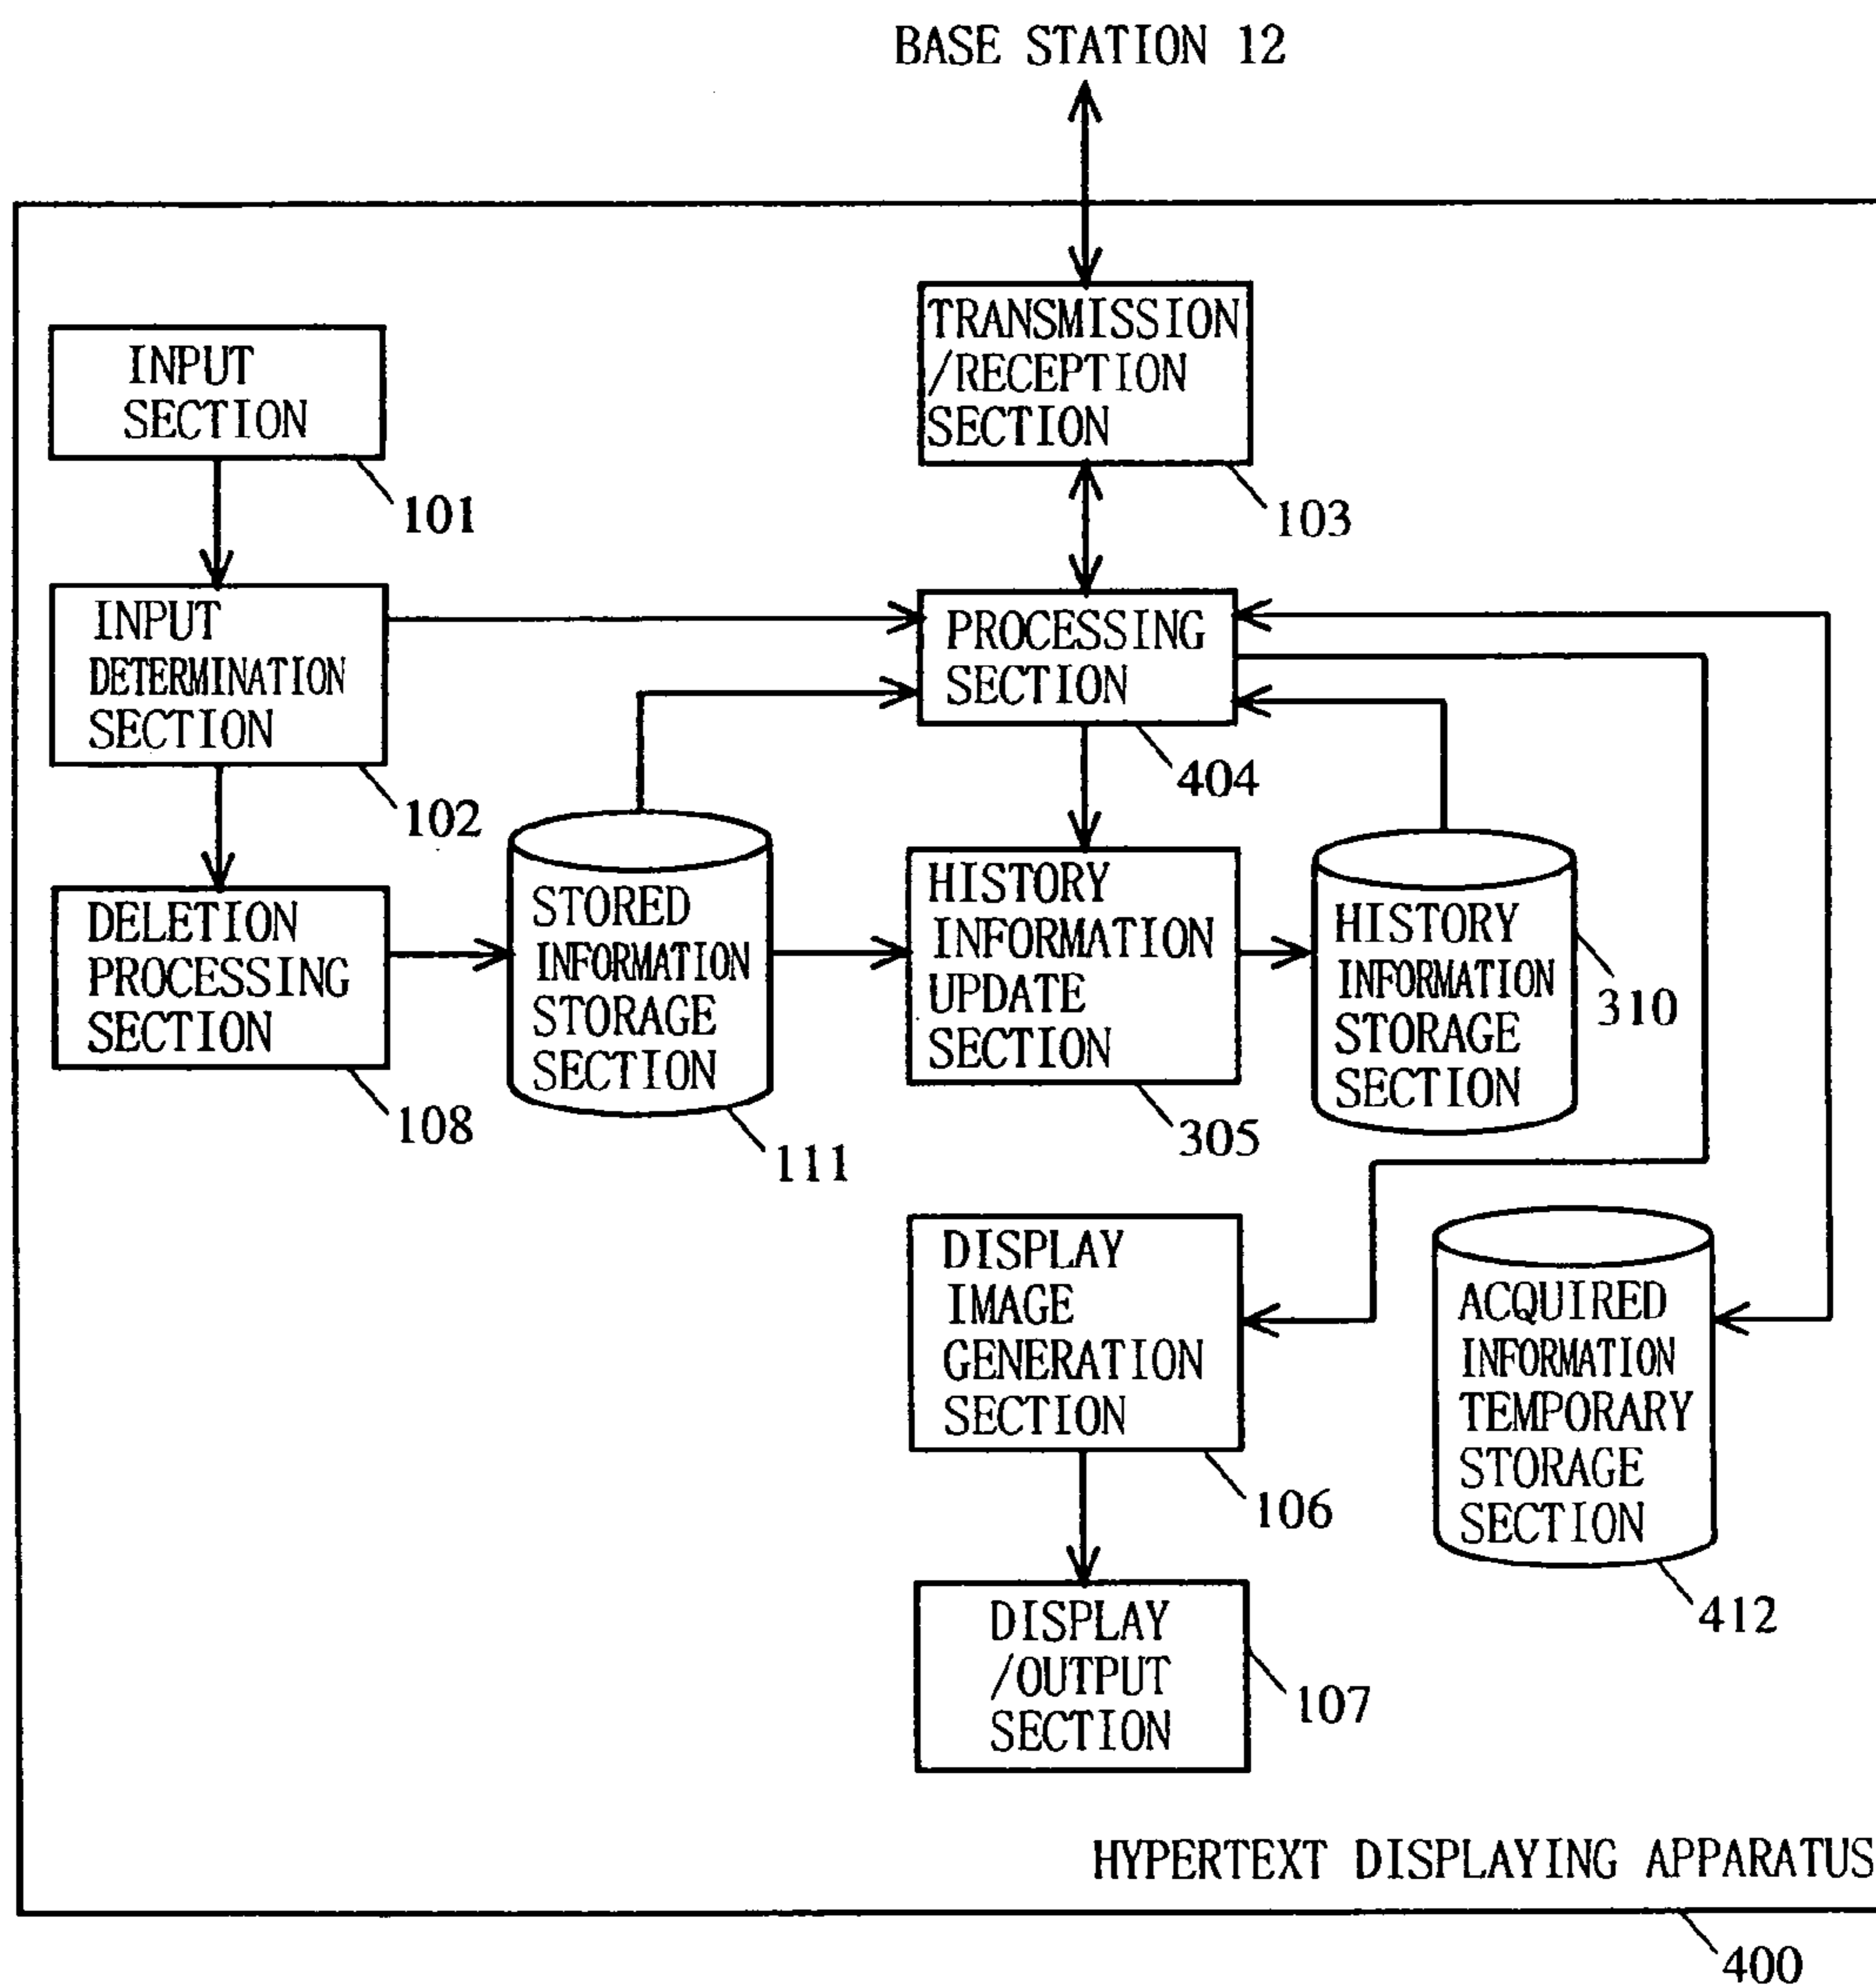 BASE STATION 12
TRANSMISSION
/RECEPTION
SECTION
103
INPUT
SECTION
101
INPUT
DETERMINATION
SECTION
102
PROCESSING
SECTION
404
DELETION
PROCESSING
SECTION
108
STORED
INFORMATION
STORAGE
SECTION
111
HISTORY
INFORMATION
UPDATE
SECTION
305
HISTORY
INFORMATION
STORAGE
SECTION
310
DISPLAY
IMAGE
GENERATION
SECTION
106
ACQUIRED
INFORMATION
TEMPORARY
STORAGE
SECTION
412
DISPLAY
/OUTPUT
SECTION
107
HYPERTEXT DISPLAYING APPARATUS
400